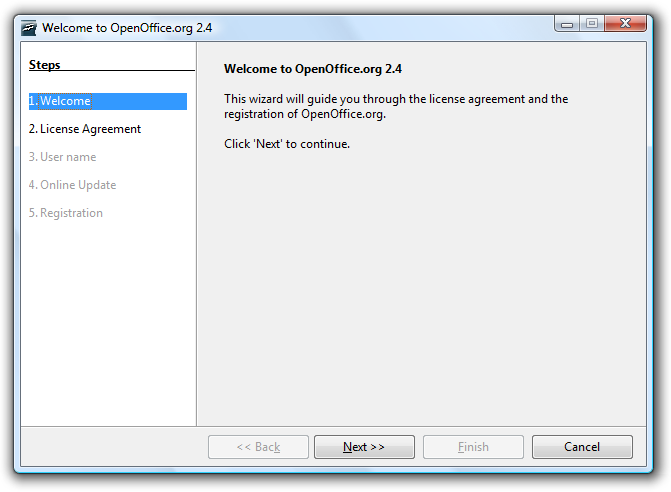 Welcome to OpenOffice.org 2.4
Steps
1. Welcome
2. License Agreement
3. User name
4. Online Update
5. Registration
Welcome to OpenOffice.org 2.4
This wizard will guide you through the license agreement and the
registration of OpenOffice.org.
Click 'Next' to continue.
<< Back
Next >>
Finish
Cancel